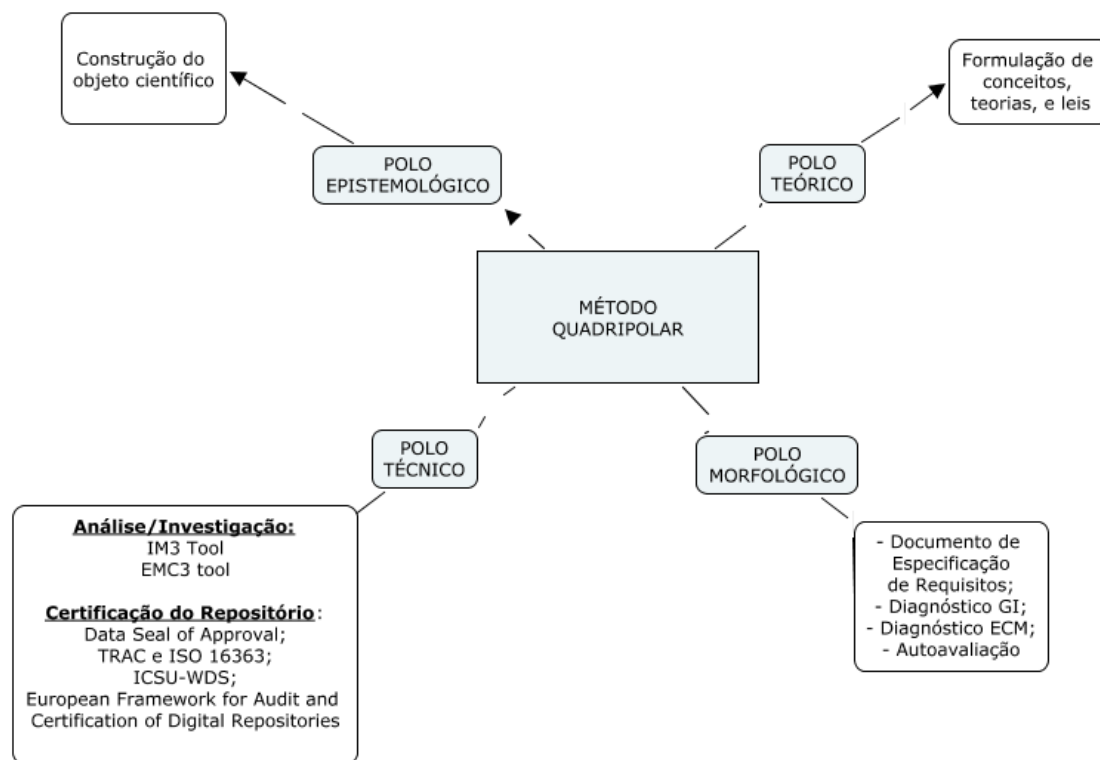 Construção do
objeto científico
Formulação de
conceitos,
teorias, e leis
POLO
EPISTEMOLÓGICO
POLO
TEÓRICO
MÉTODO
QUADRIPOLAR
POLO
TÉCNICO
POLO
MORFOLÓGICO
Análise/Investigação:
IM3 Tool
EMC3 tool
Certificação do Repositório:
Data Seal of Approval;
TRAC e ISO 16363;
ICSU-WDS;
European Framework for Audit and
Certification of Digital Repositories
- Documento de
Especificação
de Requisitos;
- Diagnóstico GI;
- Diagnóstico ECM;
- Autoavaliação